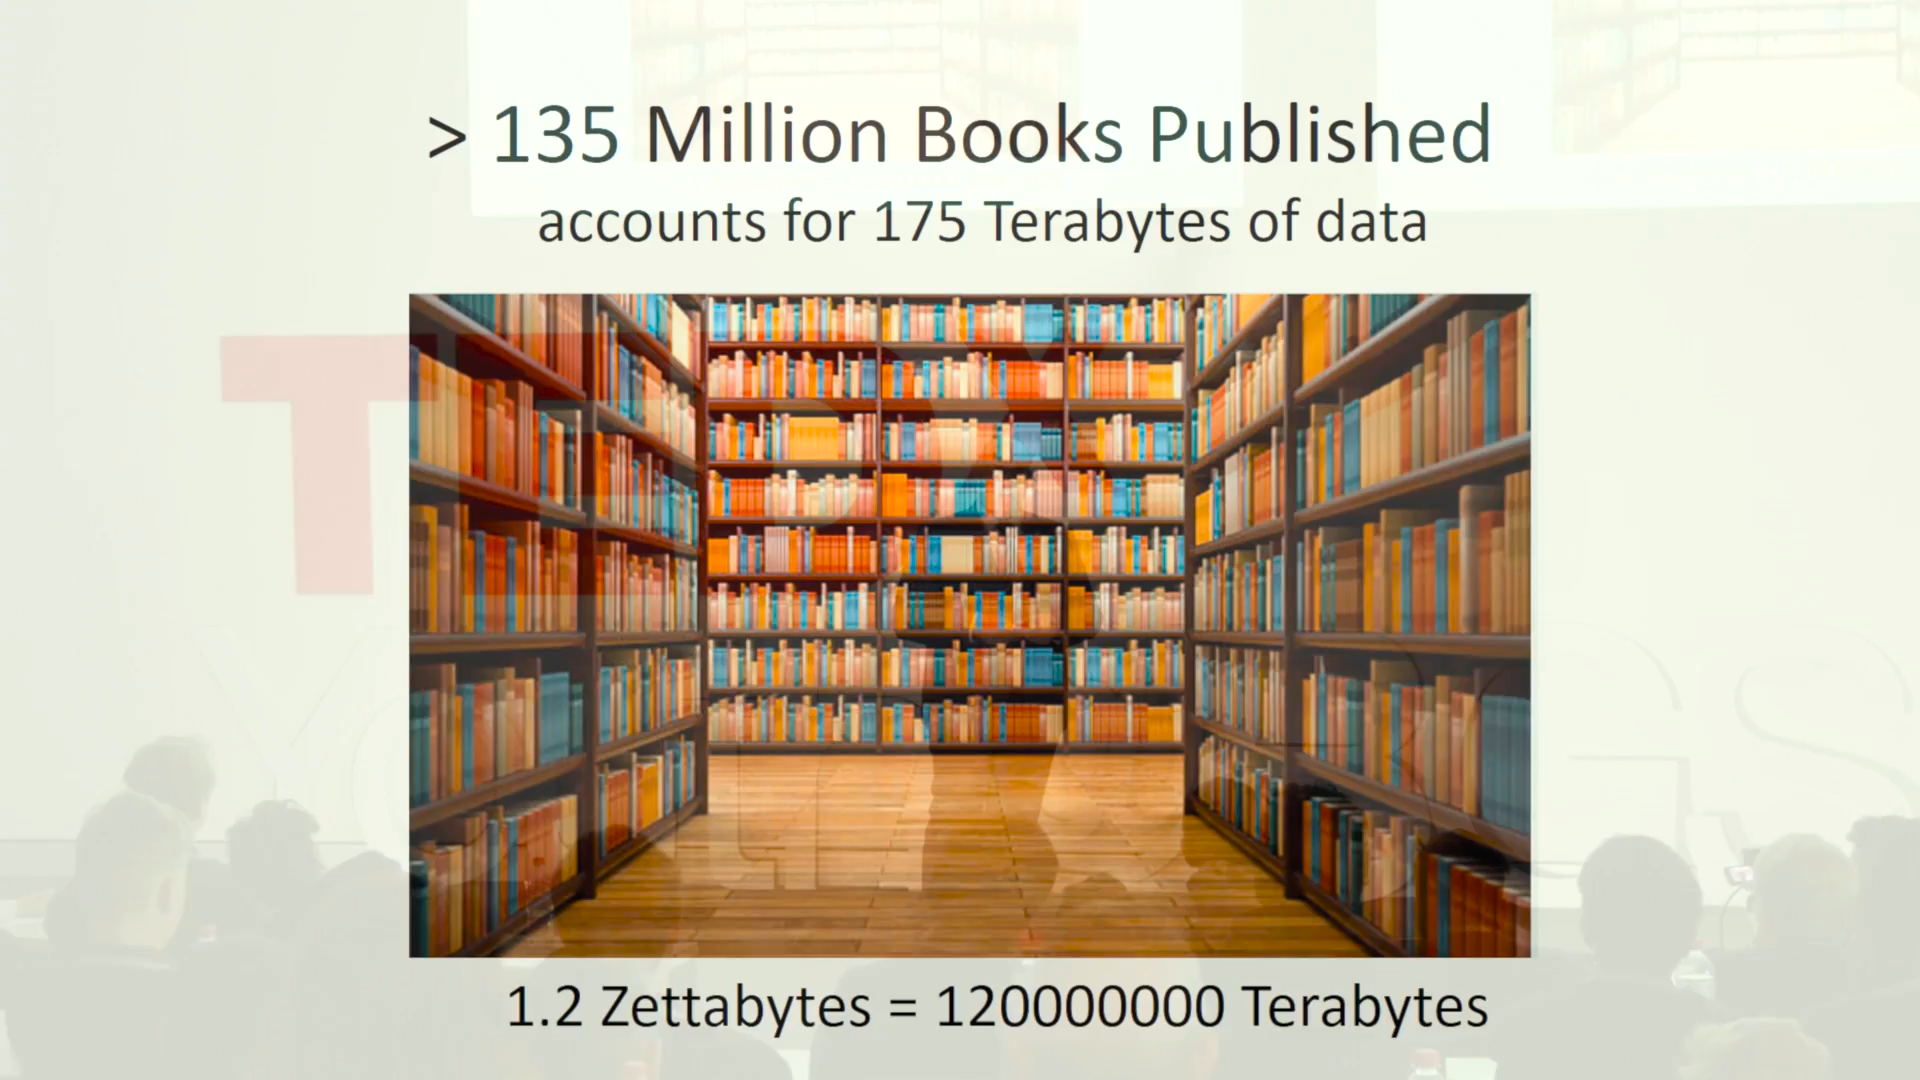 > 135 Million Books Published
accounts for 175 Terabytes of data
1.2 Zettabytes = 120000000 Terabytes